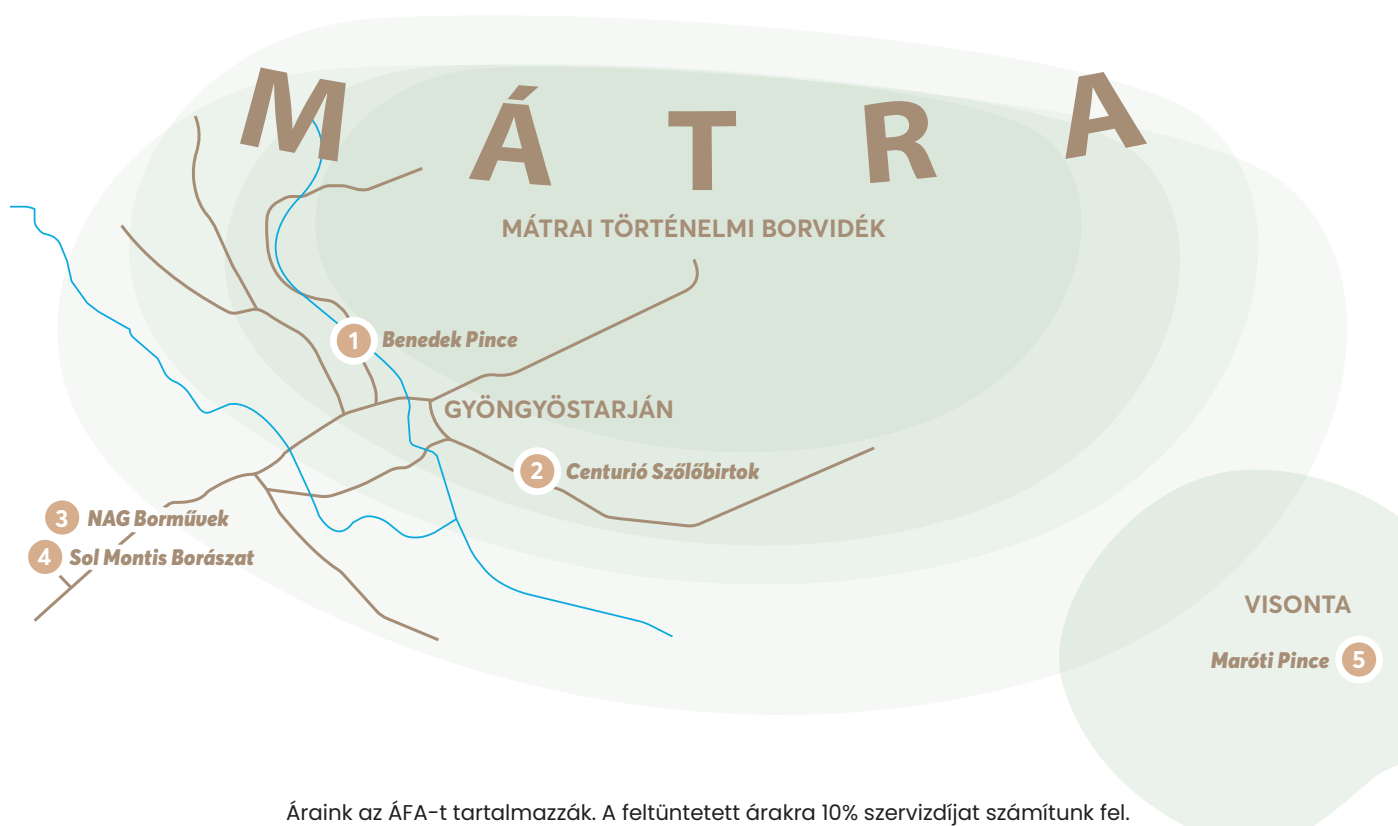 MÁTRA
MÁTRAI TÖRTÉNELMI BORVIDÉK
1 Benedek Pince
GYÖNGYÖSTARJÁN
2 Centurió Szőlőbirtok
3 NAG Borművek
4 Sol Montis Borászat
VISONTA
Maróti Pince 5
Áraink az ÁFA-t tartalmazzák. A feltüntetett árakra 10% szervizdíjat számítunk fel.